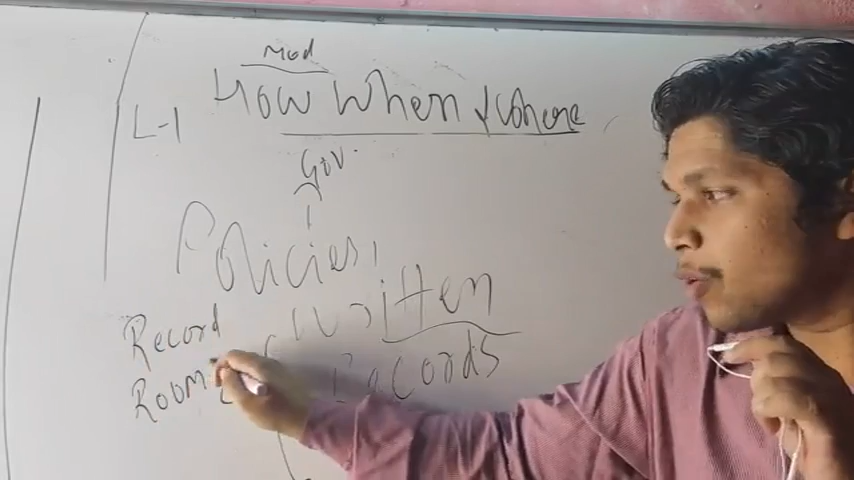 Mod
L-1 How When & Where
Gov.
Policies,
Written
Record
Records
Room